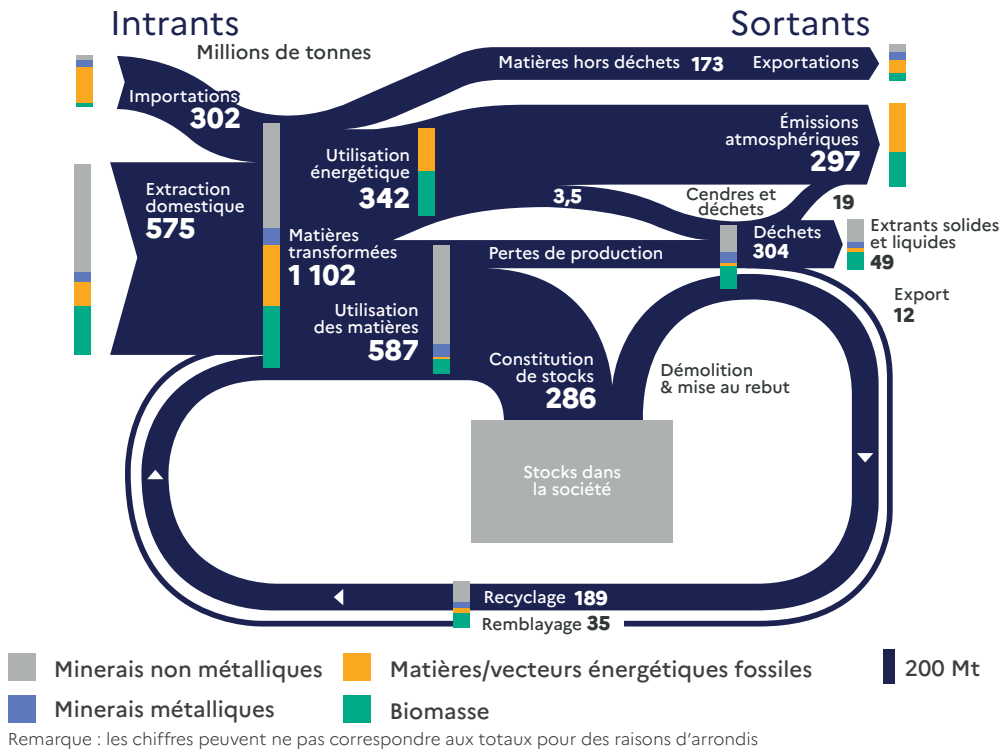 Intrants
Sortants
Millions de tonnes
Importations
302
Matières hors déchets 173
Exportations
Extraction
domestique
575
Utilisation
énergétique
342
Émissions
atmosphériques
297
3,5
Cendres et
déchets
19
Matières
transformées
1 102
Pertes de production
Déchets
304
Extrants solides
et liquides
49
Utilisation
des matières
587
Export
12
Constitution
de stocks
286
Démolition
& mise au rebut
Stocks dans
la société
Recyclage 189
Remblayage 35
Minerais non métalliques
Matières/vecteurs énergétiques fossiles
200 Mt
Minerais métalliques
Biomasse
Remarque : les chiffres peuvent ne pas correspondre aux totaux pour des raisons d’arrondis